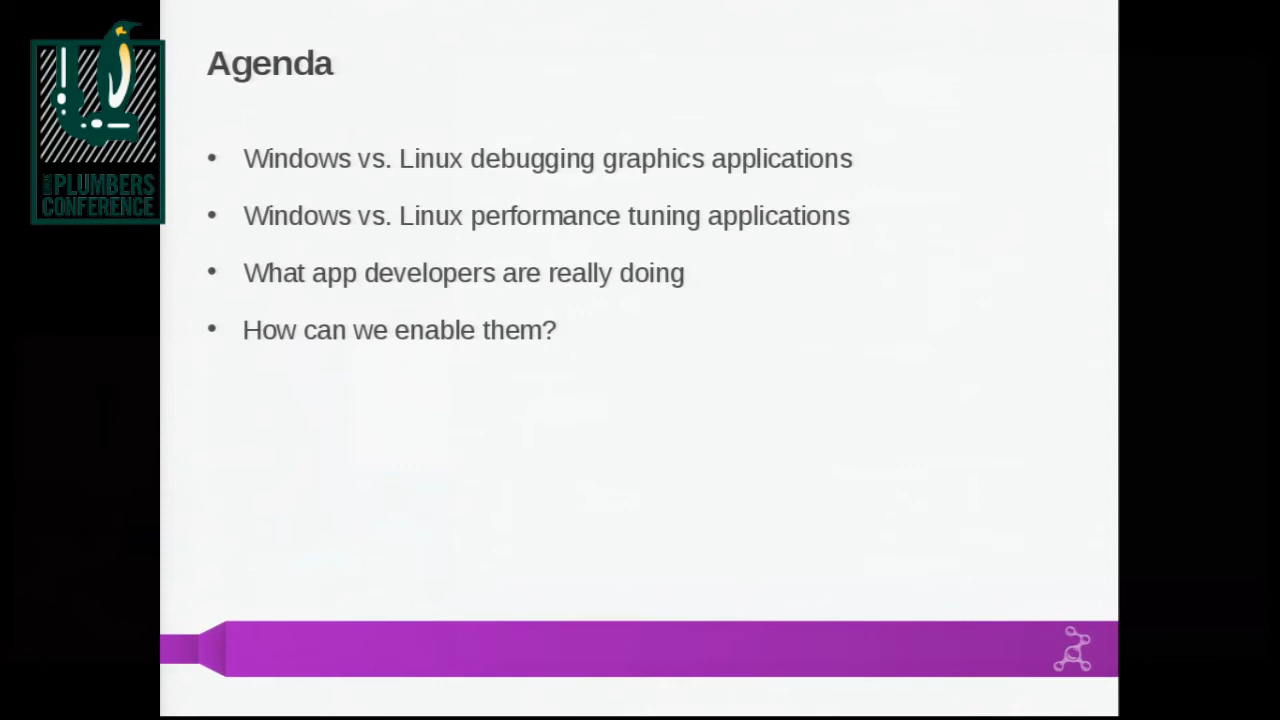 Agenda
• Windows vs. Linux debugging graphics applications
• Windows vs. Linux performance tuning applications
• What app developers are really doing
• How can we enable them?
LINUX PLUMBERS
CONFERENCE